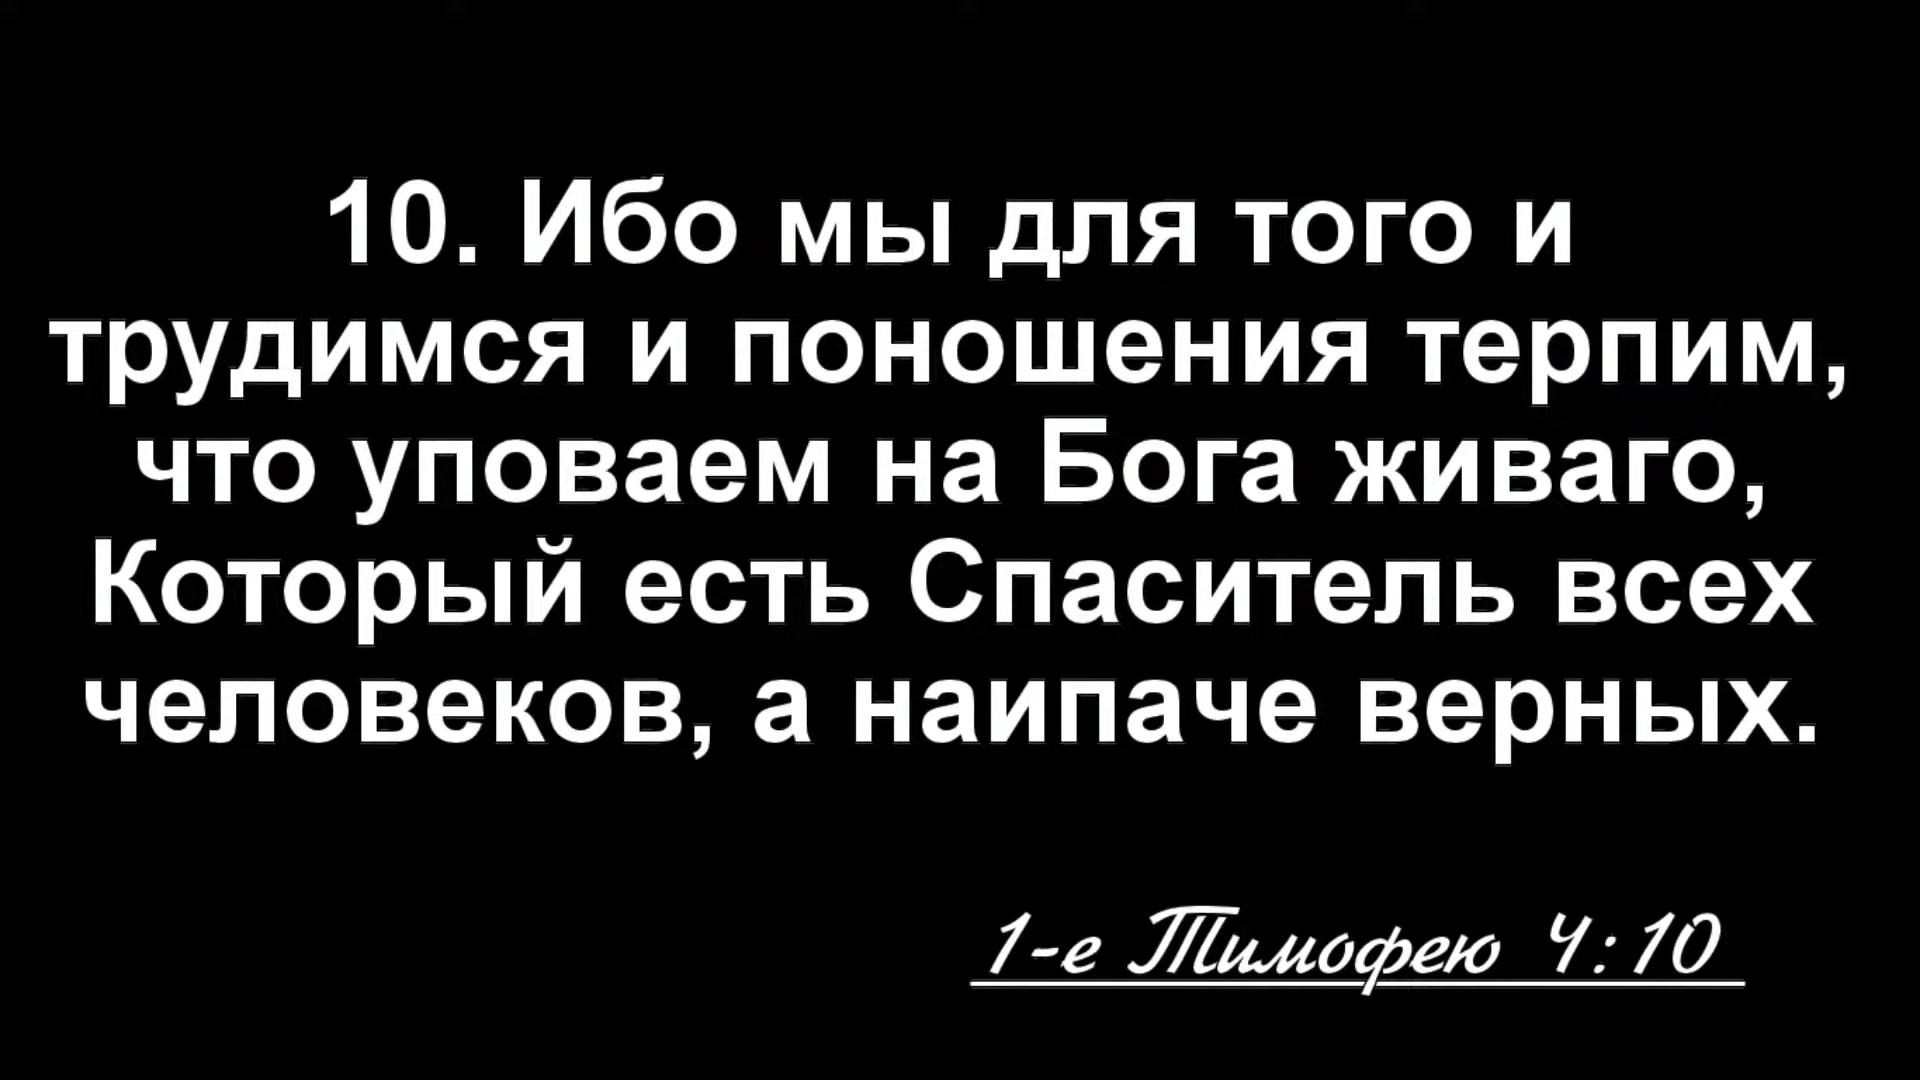 10. Ибо мы для того и
трудимся и поношения терпим,
что уповаем на Бога живаго,
Который есть Спаситель всех
человеков, а наипаче верных.
1-е Тимофею 4:10